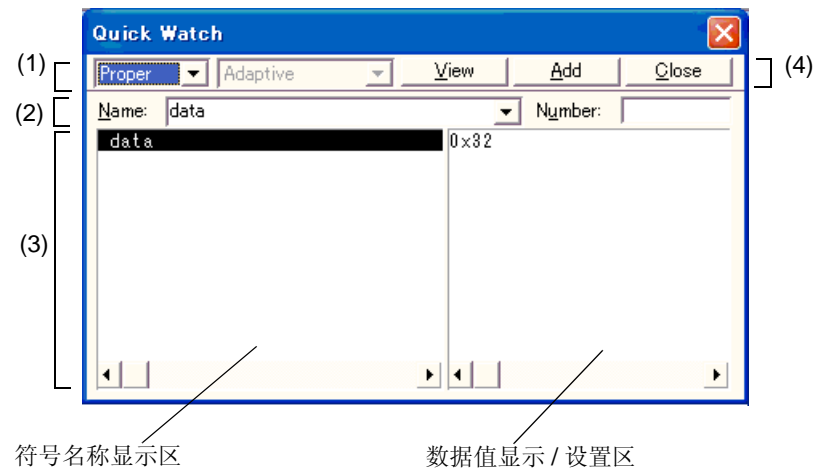 Quick Watch
(1) Proper Adaptive View Add Close (4)
(2) Name: data Number:
data 0x32
(3)
符号名称显示区 数据值显示 / 设置区